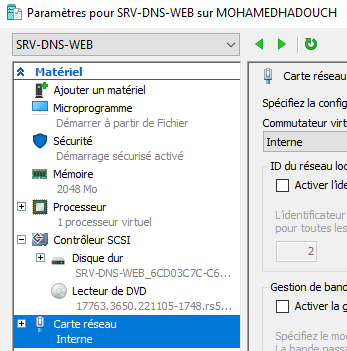 Paramètres pour SRV-DNS-WEB sur MOHAMEDHADOUCH
SRV-DNS-WEB
Matériel
Ajouter un matériel
Microprogramme
Démarrer à partir de Fichier
Sécurité
Démarrage sécurisé activé
Mémoire
2048 Mo
Processeur
1 processeur virtuel
Contrôleur SCSI
Disque dur
SRV-DNS-WEB_6CD03C7C-C6...
Lecteur de DVD
17763.3650.221105-1748.rs5...
Carte réseau
Interne
Carte réseau
Spécifiez la config
Commutateur virtu
Interne
ID du réseau loc
Activer l'ide
L'identificateur
pour toutes les
2
Gestion de band
Activer la g
Spécifiez le mo
La bande passa